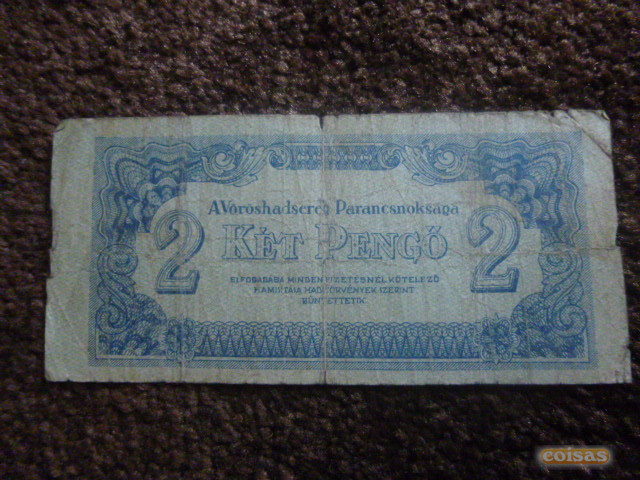 A Vöröshadsereg Parancsnoksága
KÉT PENGŐ
2 2
ELFOGADÁSA MINDEN FIZETÉSNÉL KÖTELEZŐ
HAMISÍTÁSA HADITÖRVÉNYEK SZERINT
BÜNTETTETIK
coisas